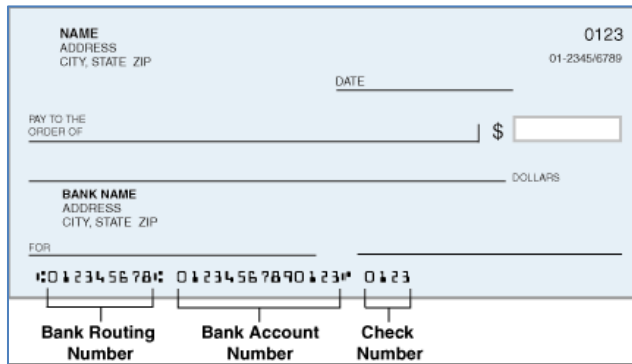 NAME
ADDRESS
CITY, STATE ZIP
0123
01-2345/6789
DATE
PAY TO THE
ORDER OF
$
DOLLARS
BANK NAME
ADDRESS
CITY, STATE ZIP
FOR
⑆012345678⑆ 01234567890123⑈ 0123
Bank Routing Number
Bank Account Number
Check Number